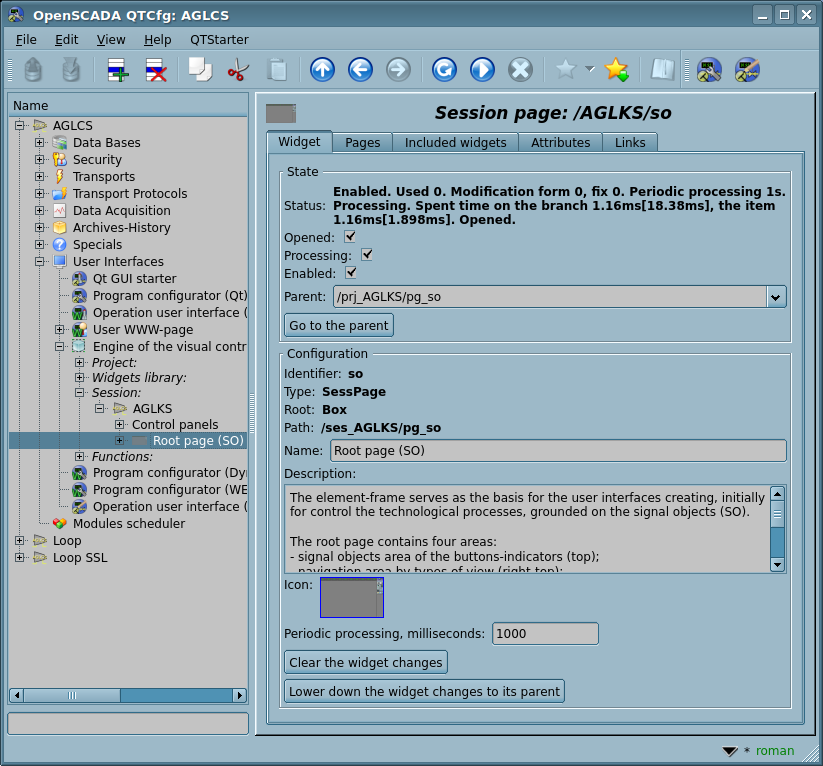 OpenSCADA QTCfg: AGLCS
File Edit View Help QTStarter
Name
AGLCS
Data Bases
Security
Transports
Transport Protocols
Data Acquisition
Archives-History
Specials
User Interfaces
Qt GUI starter
Program configurator (Qt)
Operation user interface (
User WWW-page
Engine of the visual contr
Project:
Widgets library:
Session:
AGLKS
Control panels
Root page (SO)
Functions:
Program configurator (Dy
Program configurator (WE
Operation user interface (
Modules scheduler
Loop
Loop SSL
Session page: /AGLKS/so
Widget Pages Included widgets Attributes Links
State
Status: Enabled. Used 0. Modification form 0, fix 0. Periodic processing 1s.
Processing. Spent time on the branch 1.16ms[18.38ms], the item
1.16ms[1.898ms]. Opened.
Opened:
Processing:
Enabled:
Parent: /prj_AGLKS/pg_so
Go to the parent
Configuration
Identifier: so
Type: SessPage
Root: Box
Path: /ses_AGLKS/pg_so
Name: Root page (SO)
Description:
The element-frame serves as the basis for the user interfaces creating, initially
for control the technological processes, grounded on the signal objects (SO).
The root page contains four areas:
- signal objects area of the buttons-indicators (top);
- navigation area by types of view (right top);
Icon:
Periodic processing, milliseconds: 1000
Clear the widget changes
Lower down the widget changes to its parent
* roman